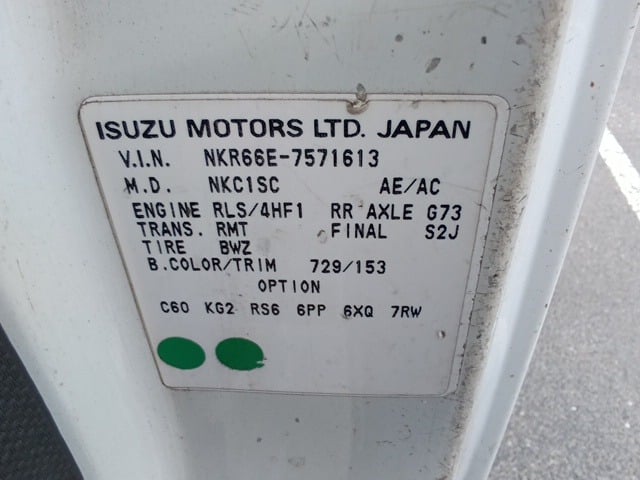 ISUZU MOTORS LTD. JAPAN
V.I.N. NKR66E-7571613
M.D. NKC1SC AE/AC
ENGINE RLS/4HF1 RR AXLE G73
TRANS. RMT FINAL S2J
TIRE BWZ
B.COLOR/TRIM 729/153
OPTION
C60 KG2 RS6 6PP 6XQ 7RW